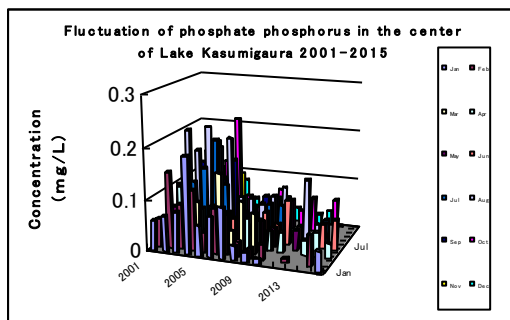 Fluctuation of phosphate phosphorus in the center
of Lake Kasumigaura 2001-2015
Concentration
(mg/L)
0.3
0.2
0.1
0
2001
2005
2009
2013
Jan
Jul
Jan Feb
Mar Apr
May Jun
Jul Aug
Sep Oct
Nov Dec